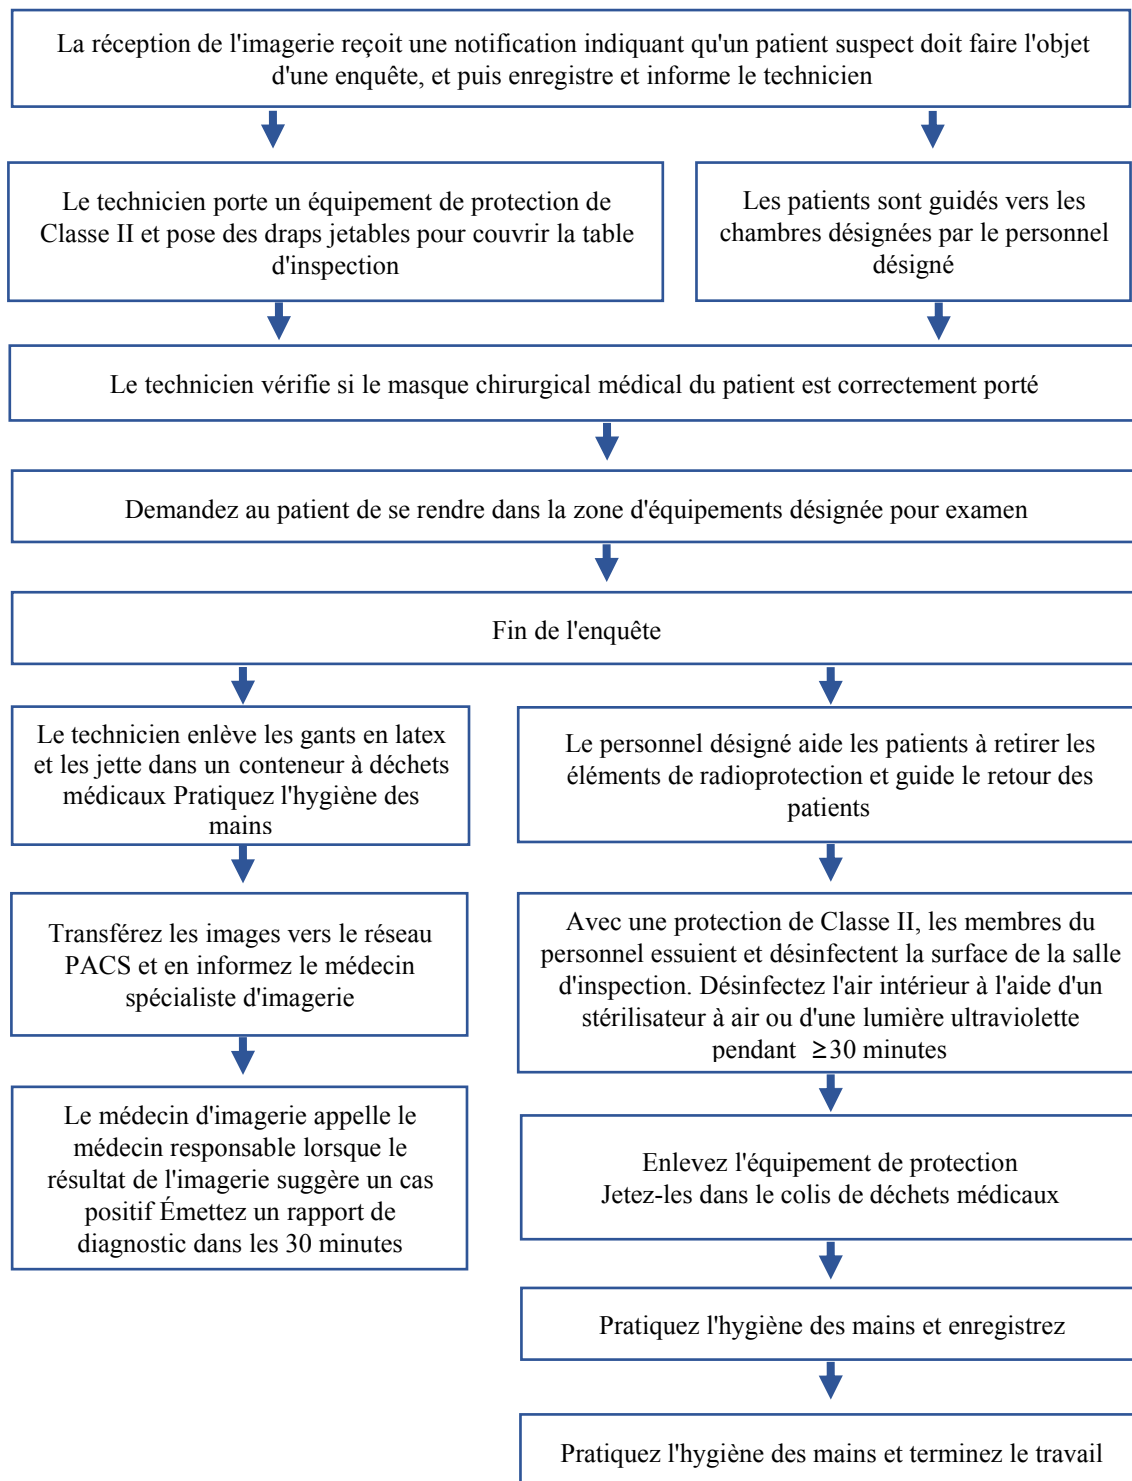 La réception de l'imagerie reçoit une notification indiquant qu'un patient suspect doit faire l'objet
d'une enquête, et puis enregistre et informe le technicien
Le technicien porte un équipement de protection de
Classe II et pose des draps jetables pour couvrir la table
d'inspection
Les patients sont guidés vers les
chambres désignées par le personnel
désigné
Le technicien vérifie si le masque chirurgical médical du patient est correctement porté
Demandez au patient de se rendre dans la zone d'équipements désignée pour examen
Fin de l'enquête
Le technicien enlève les gants en latex
et les jette dans un conteneur à déchets
médicaux Pratiquez l'hygiène des
mains
Transférez les images vers le réseau
PACS et en informez le médecin
spécialiste d'imagerie
Le médecin d'imagerie appelle le
médecin responsable lorsque le
résultat de l'imagerie suggère un cas
positif Émettez un rapport de
diagnostic dans les 30 minutes
Le personnel désigné aide les patients à retirer les
éléments de radioprotection et guide le retour des
patients
Avec une protection de Classe II, les membres du
personnel essuient et désinfectent la surface de la salle
d'inspection. Désinfectez l'air intérieur à l'aide d'un
stérilisateur à air ou d'une lumière ultraviolette
pendant ≥30 minutes
Enlevez l'équipement de protection
Jetez-les dans le colis de déchets médicaux
Pratiquez l'hygiène des mains et enregistrez
Pratiquez l'hygiène des mains et terminez le travail